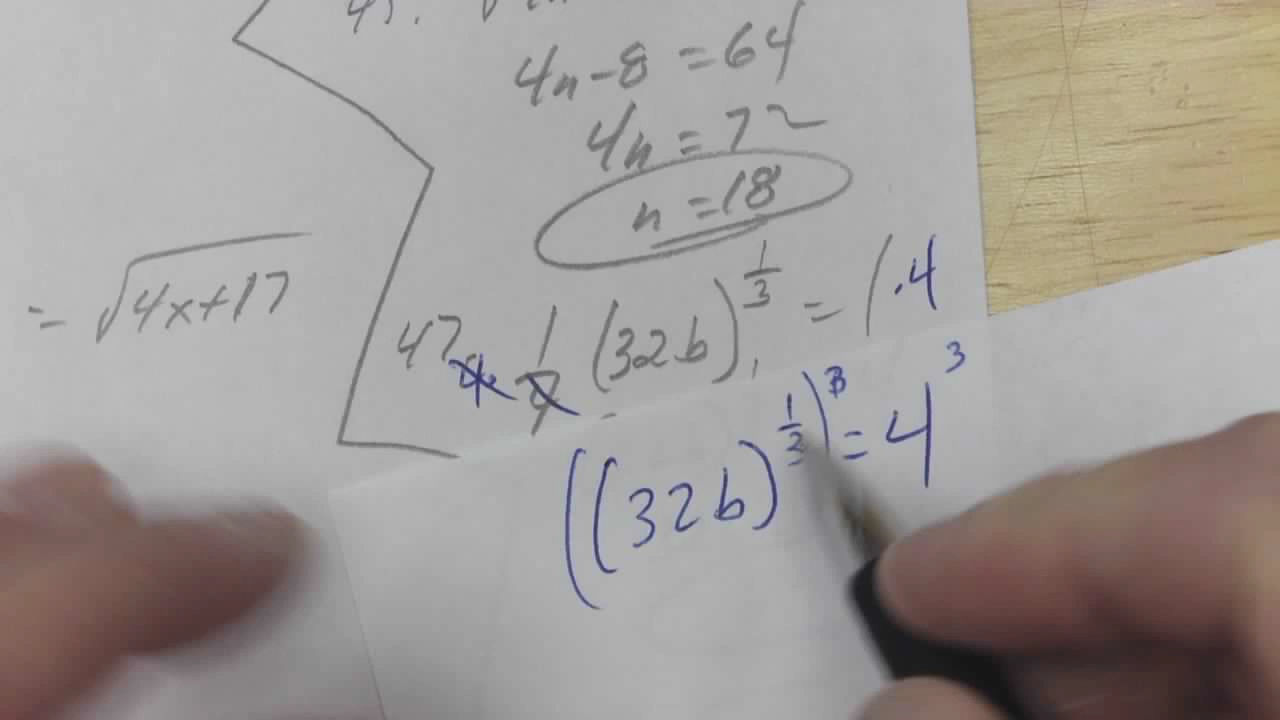 4n-8 = 64
4n = 72
n = 18
= √4x+17
47. 4· 1/4 (32b)^1/3 = 1 · 4
((32b)^1/3)^3 = 4^3